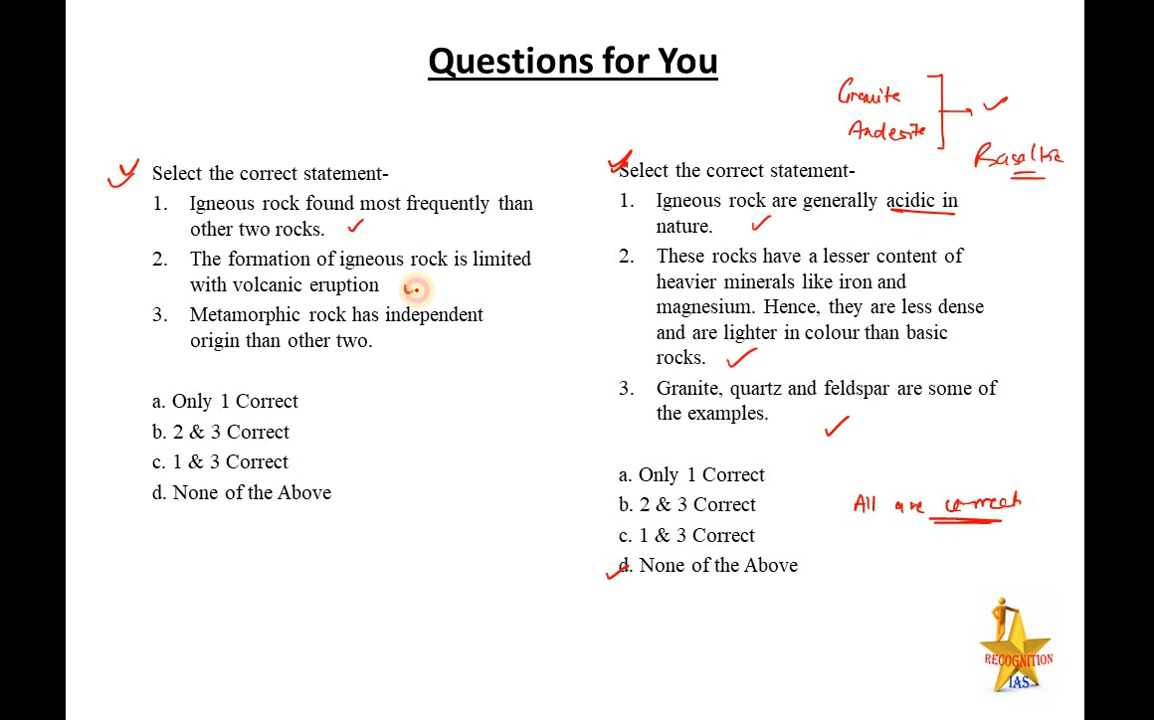 Questions for You
Granite
Andesite
Basaltic
Select the correct statement-
1. Igneous rock found most frequently than
other two rocks.
2. The formation of igneous rock is limited
with volcanic eruption
3. Metamorphic rock has independent
origin than other two.
a. Only 1 Correct
b. 2 & 3 Correct
c. 1 & 3 Correct
d. None of the Above
Select the correct statement-
1. Igneous rock are generally acidic in
nature.
2. These rocks have a lesser content of
heavier minerals like iron and
magnesium. Hence, they are less dense
and are lighter in colour than basic
rocks.
3. Granite, quartz and feldspar are some of
the examples.
a. Only 1 Correct
b. 2 & 3 Correct
c. 1 & 3 Correct
d. None of the Above
All are correct
RECOGNITION
IAS